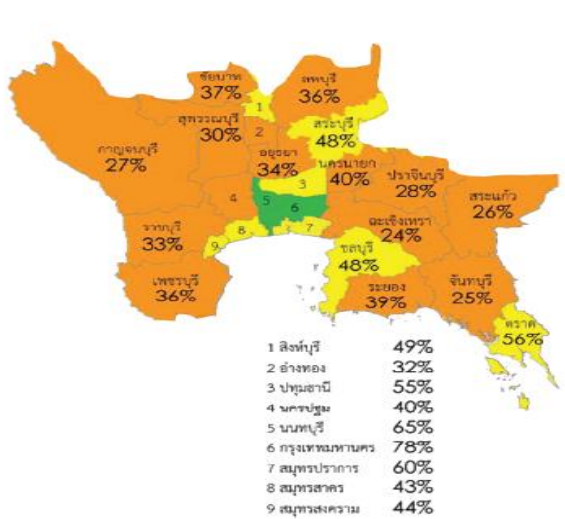 ชัยนาท
37%
ลพบุรี
36%
1
สุพรรณบุรี
30%
2
สระบุรี
48%
กาญจนบุรี
27%
อยุธยา
34%
นครนายก
40%
ปราจีนบุรี
28%
สระแก้ว
26%
3
4
5
6
ราชบุรี
33%
8
7
9
ฉะเชิงเทรา
24%
ชลบุรี
48%
เพชรบุรี
36%
ระยอง
39%
จันทบุรี
25%
ตราด
56%
1 สิงห์บุรี 49%
2 อ่างทอง 32%
3 ปทุมธานี 55%
4 นครปฐม 40%
5 นนทบุรี 65%
6 กรุงเทพมหานคร 78%
7 สมุทรปราการ 60%
8 สมุทรสาคร 43%
9 สมุทรสงคราม 44%